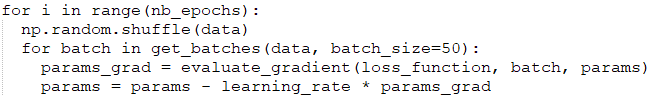 for i in range(nb_epochs):
  np.random.shuffle(data)
  for batch in get_batches(data, batch_size=50):
    params_grad = evaluate_gradient(loss_function, batch, params)
    params = params - learning_rate * params_grad